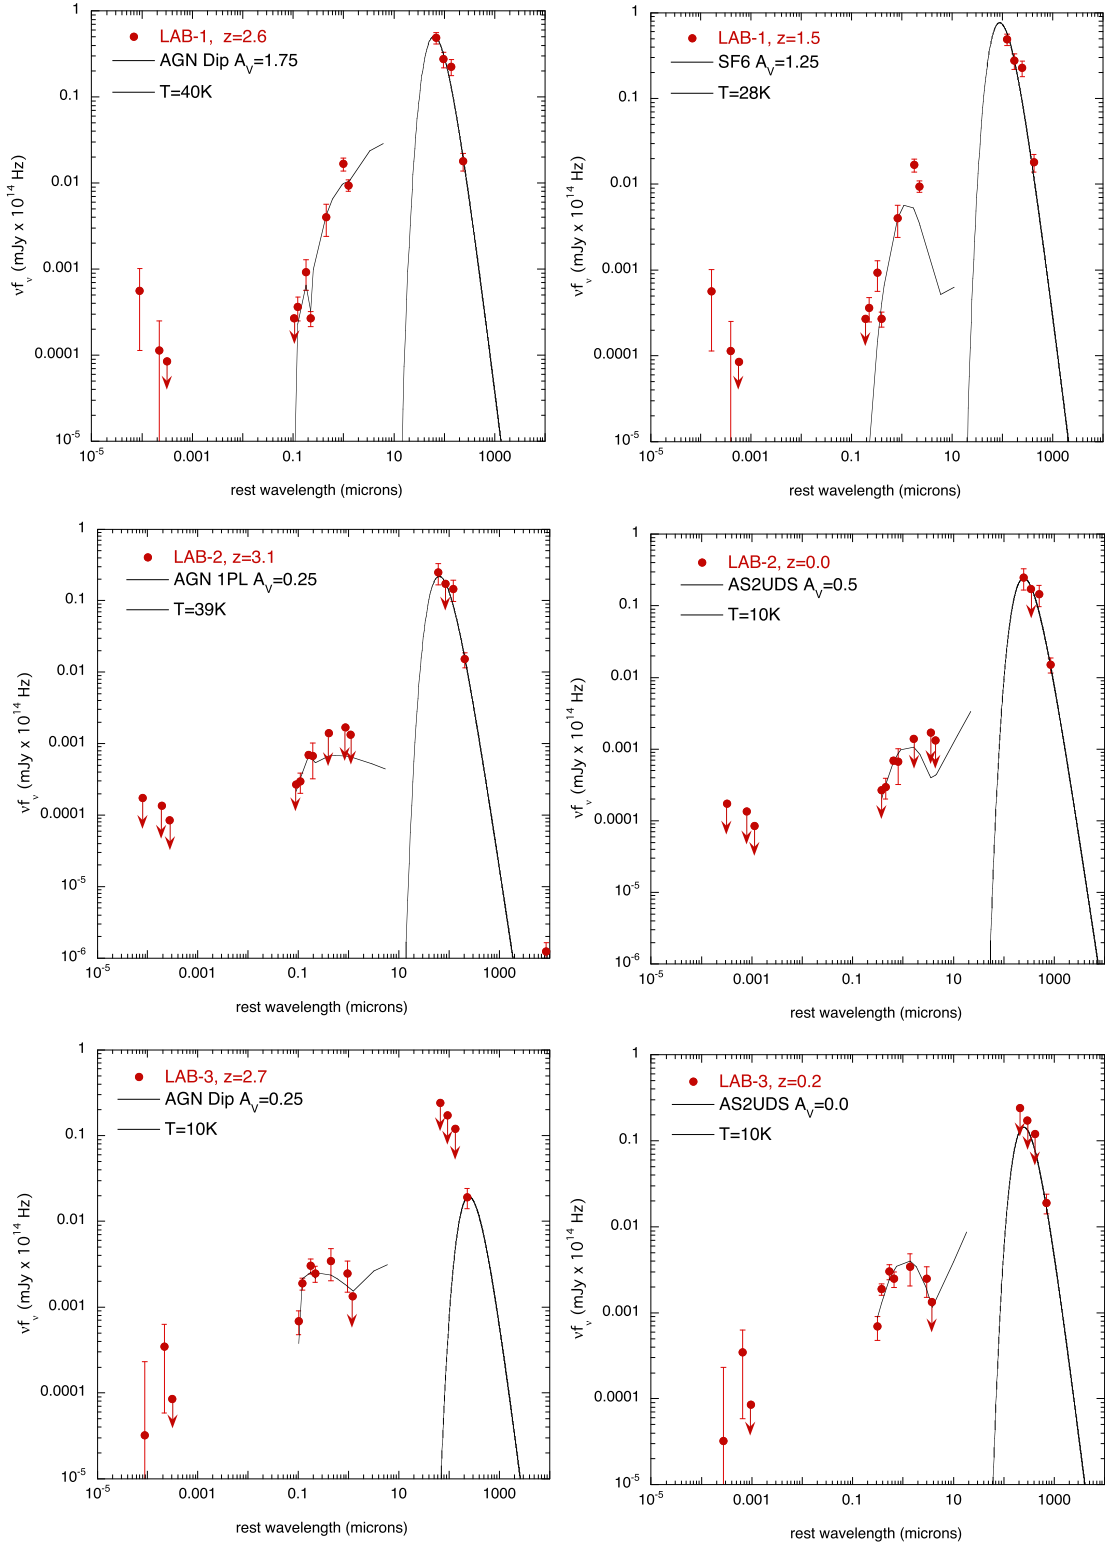 LAB-1, z=2.6
AGN Dip A_V=1.75
T=40K
0.1
0.01
0.001
0.0001
10^-5
10^-5 0.001 0.1 10 1000
νf_ν (mJy x 10^14 Hz)
rest wavelength (microns)
1
LAB-1, z=1.5
SF6 A_V=1.25
T=28K
0.1
0.01
0.001
0.0001
10^-5
10^-5 0.001 0.1 10 1000
νf_ν (mJy x 10^14 Hz)
rest wavelength (microns)
1
LAB-2, z=3.1
AGN 1PL A_V=0.25
T=39K
0.1
0.01
0.001
0.0001
10^-5
10^-6
10^-5 0.001 0.1 10 1000
νf_ν (mJy x 10^14 Hz)
rest wavelength (microns)
1
LAB-2, z=0.0
AS2UDS A_V=0.5
T=10K
0.1
0.01
0.001
0.0001
10^-5
10^-6
10^-5 0.001 0.1 10 1000
νf_ν (mJy x 10^14 Hz)
rest wavelength (microns)
1
LAB-3, z=2.7
AGN Dip A_V=0.25
T=10K
0.1
0.01
0.001
0.0001
10^-5
10^-5 0.001 0.1 10 1000
νf_ν (mJy x 10^14 Hz)
rest wavelength (microns)
1
LAB-3, z=0.2
AS2UDS A_V=0.0
T=10K
0.1
0.01
0.001
0.0001
10^-5
10^-5 0.001 0.1 10 1000
νf_ν (mJy x 10^14 Hz)
rest wavelength (microns)